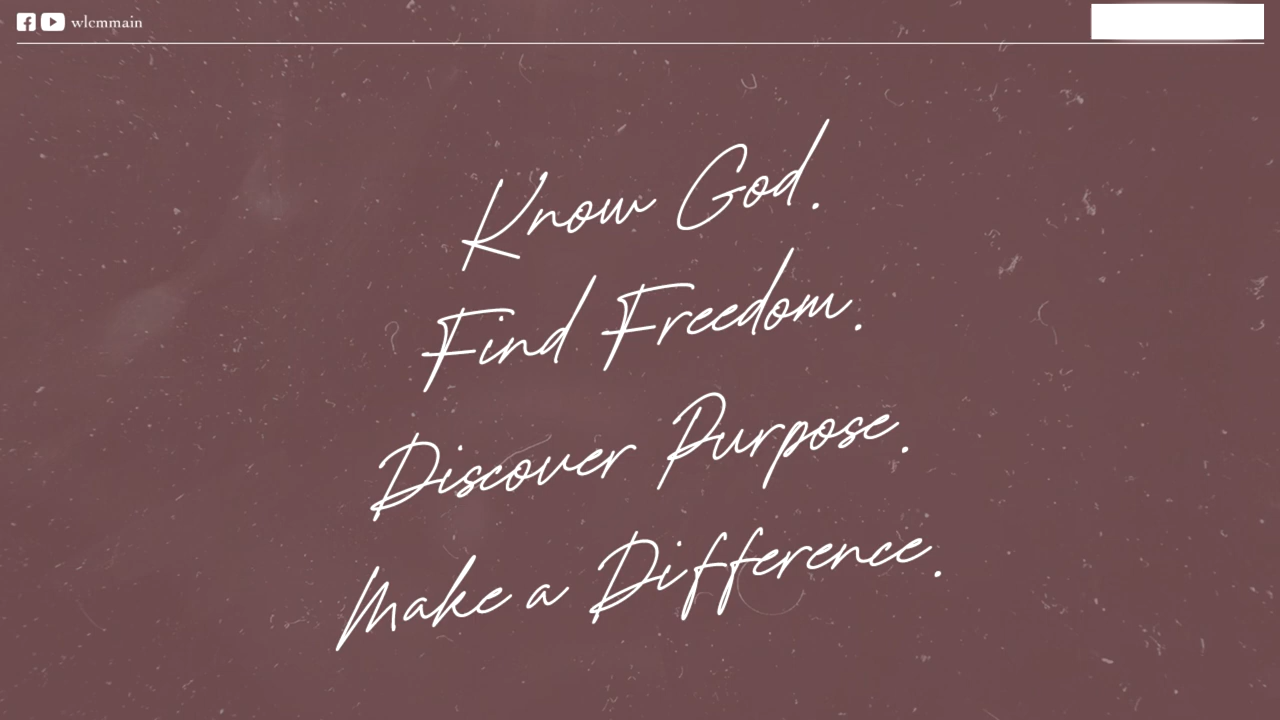 wlcmmain
Know God.
Find Freedom.
Discover Purpose.
Make a Difference.